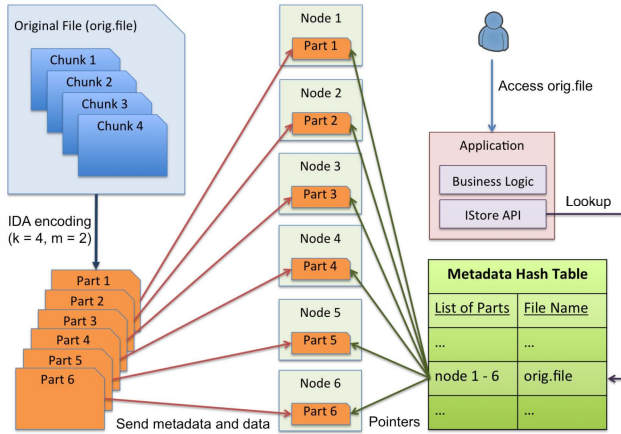 Original File (orig.file)
Chunk 1
Chunk 2
Chunk 3
Chunk 4
IDA encoding
(k = 4, m = 2)
Part 1
Part 2
Part 3
Part 4
Part 5
Part 6
Send metadata and data
Node 1
Part 1
Node 2
Part 2
Node 3
Part 3
Node 4
Part 4
Node 5
Part 5
Node 6
Part 6
Pointers
Access orig.file
Application
Business Logic
IStore API
Lookup
Metadata Hash Table
List of Parts File Name
... ...
node 1 - 6 orig.file
... ...